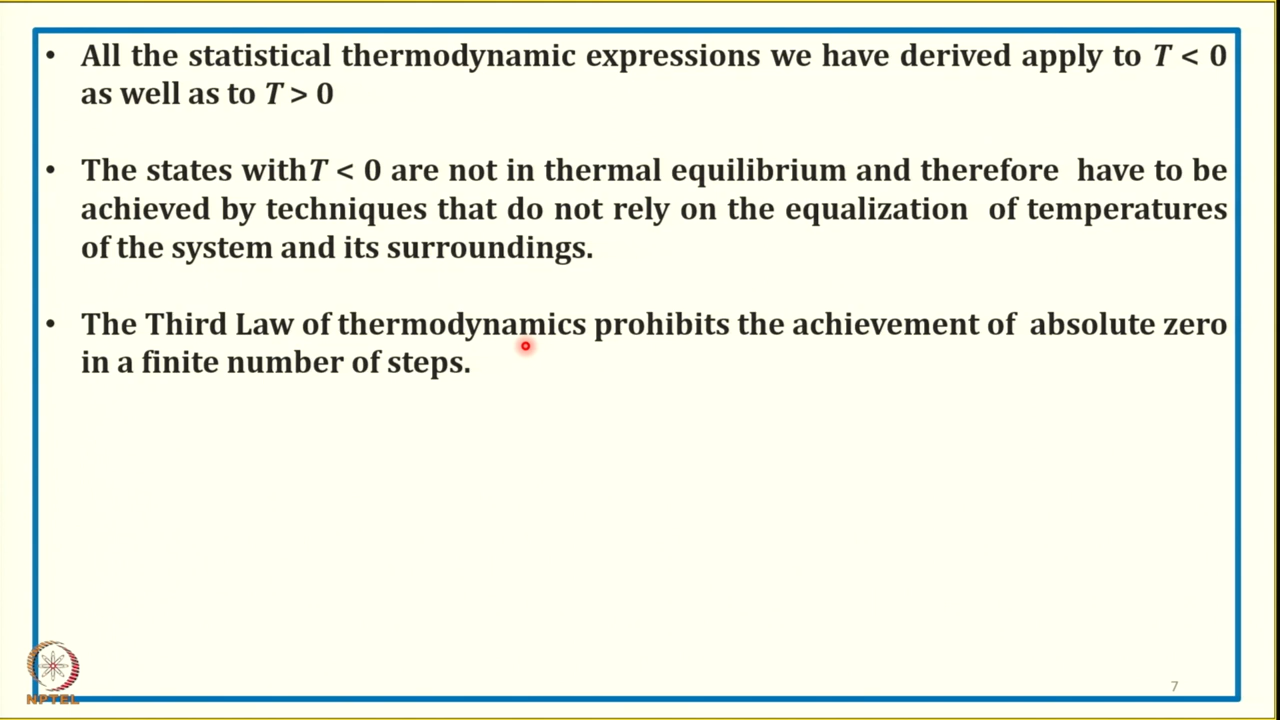 • All the statistical thermodynamic expressions we have derived apply to T < 0
as well as to T > 0
• The states withT < 0 are not in thermal equilibrium and therefore have to be
achieved by techniques that do not rely on the equalization of temperatures
of the system and its surroundings.
• The Third Law of thermodynamics prohibits the achievement of absolute zero
in a finite number of steps.
NPTEL
7